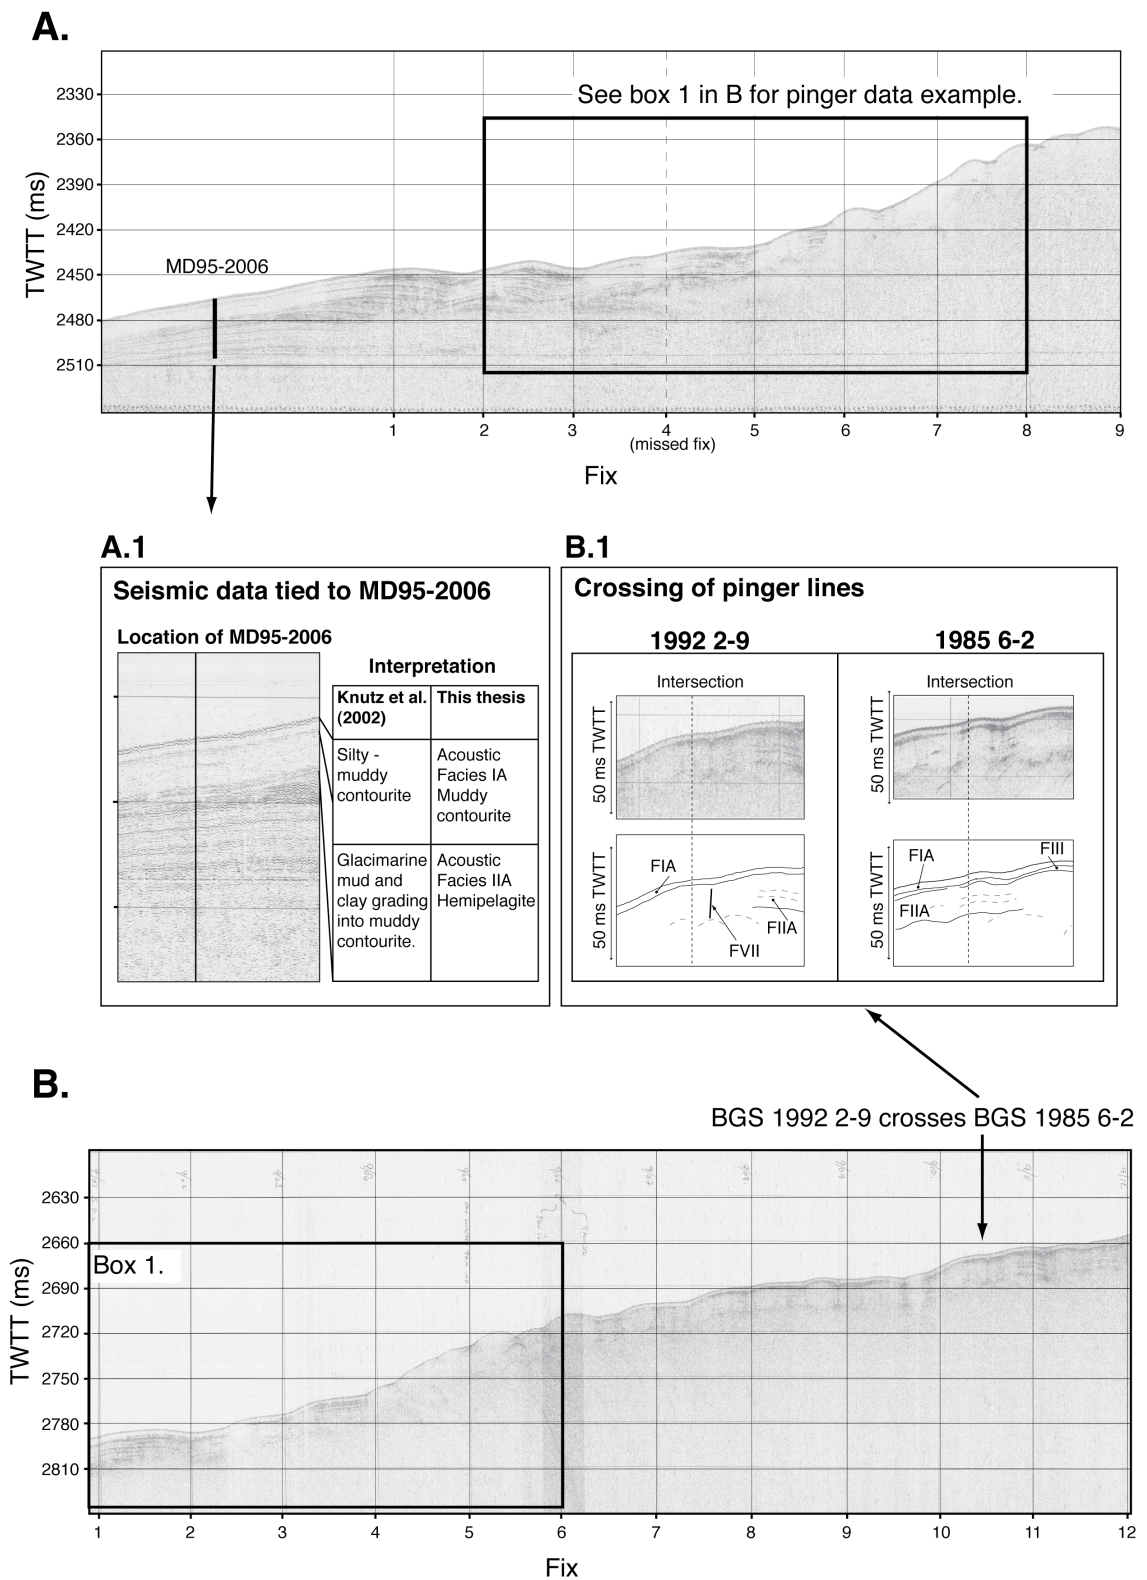 A.
See box 1 in B for pinger data example.
2330
2360
2390
2420
2450
2480
2510
TWTT (ms)
MD95-2006
1
2
3
4
5
6
7
8
9
(missed fix)
Fix
A.1
Seismic data tied to MD95-2006
Location of MD95-2006
Interpretation
Knutz et al.
(2002)
This thesis
Silty -
muddy
contourite
Acoustic
Facies IA
Muddy
contourite
Glacimarine
mud and
clay grading
into muddy
contourite.
Acoustic
Facies IIA
Hemipelagite
B.1
Crossing of pinger lines
1992 2-9
1985 6-2
Intersection
50 ms TWTT
Intersection
50 ms TWTT
50 ms TWTT
FIA
FIIA
FVII
50 ms TWTT
FIA
FIII
FIIA
B.
BGS 1992 2-9 crosses BGS 1985 6-2
2630
2660
2690
2720
2750
2780
2810
TWTT (ms)
Box 1.
1
2
3
4
5
6
7
8
9
10
11
12
Fix